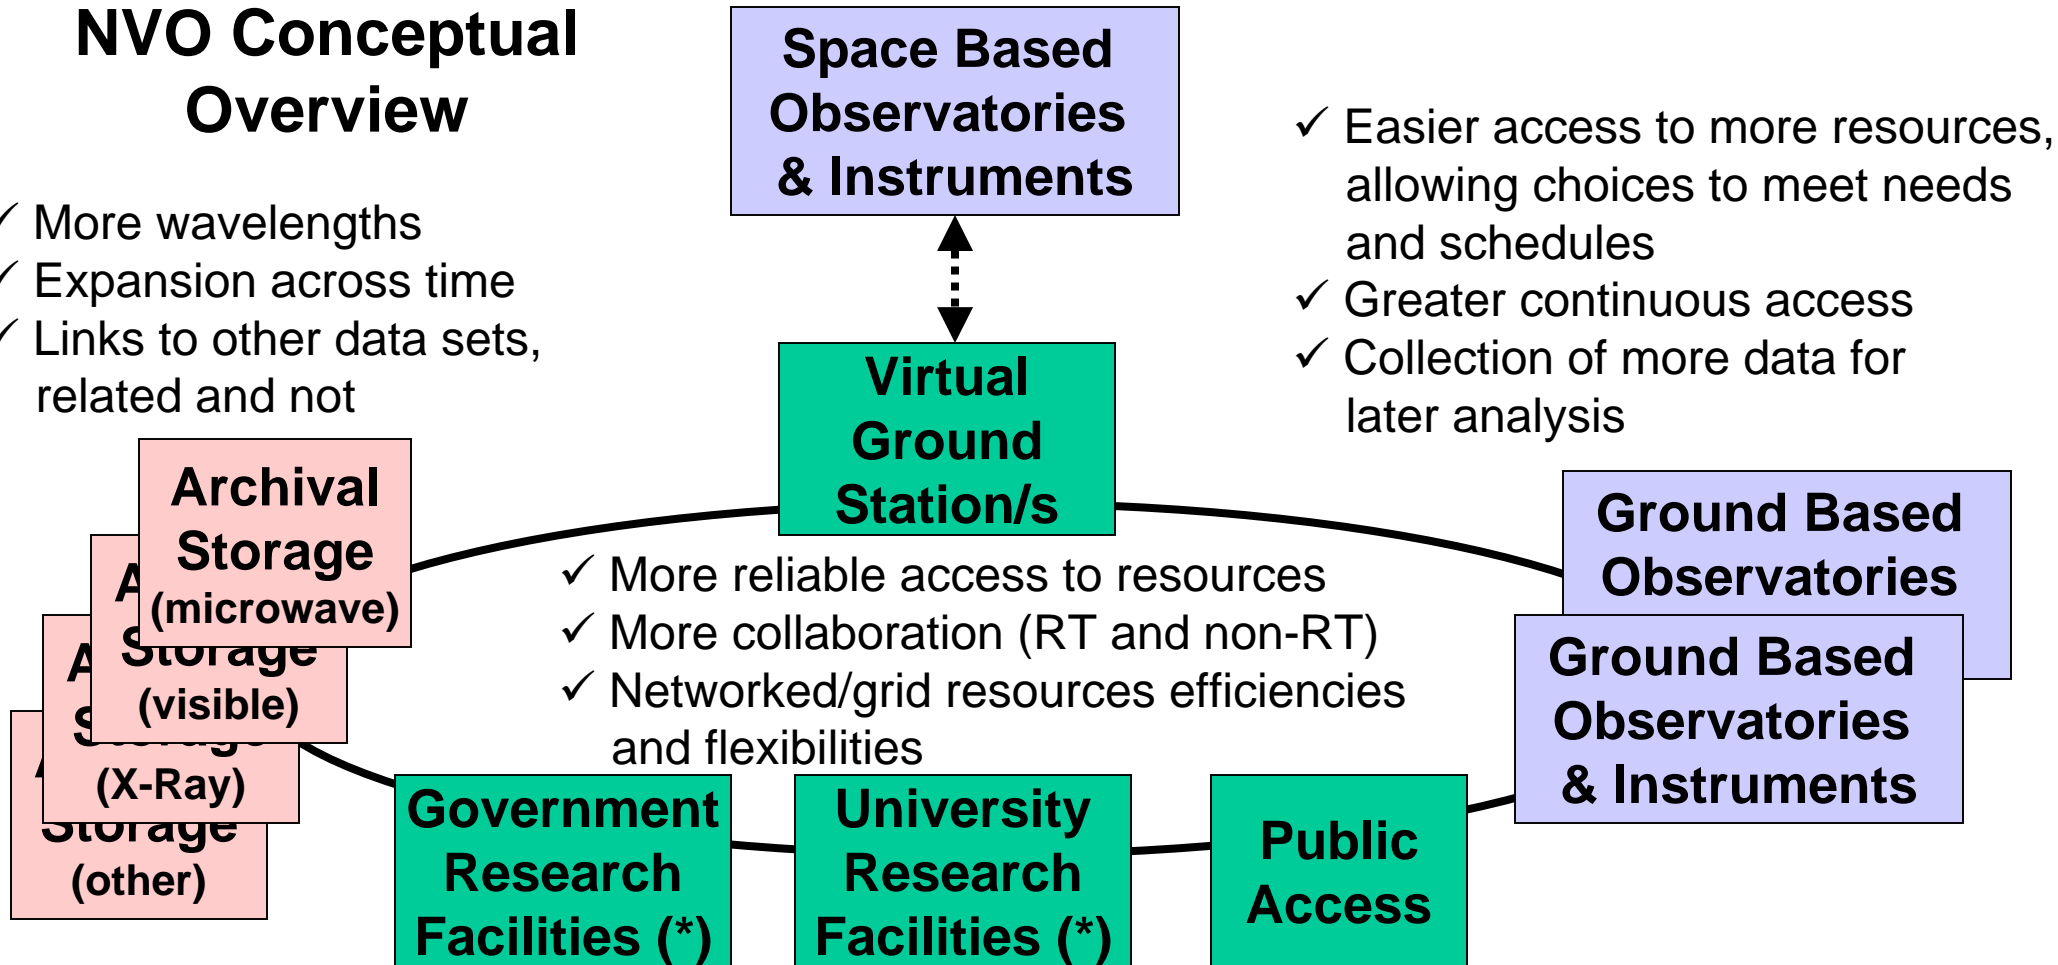 NVO Conceptual
Overview
✓ More wavelengths
✓ Expansion across time
✓ Links to other data sets,
related and not
Space Based
Observatories
& Instruments
✓ Easier access to more resources,
allowing choices to meet needs
and schedules
✓ Greater continuous access
✓ Collection of more data for
later analysis
Virtual
Ground
Station/s
Archival
Storage
(microwave)
Storage
(visible)
Storage
(X-Ray)
Storage
(other)
✓ More reliable access to resources
✓ More collaboration (RT and non-RT)
✓ Networked/grid resources efficiencies
and flexibilities
Ground Based
Observatories
Ground Based
Observatories
& Instruments
Government
Research
Facilities (*)
University
Research
Facilities (*)
Public
Access